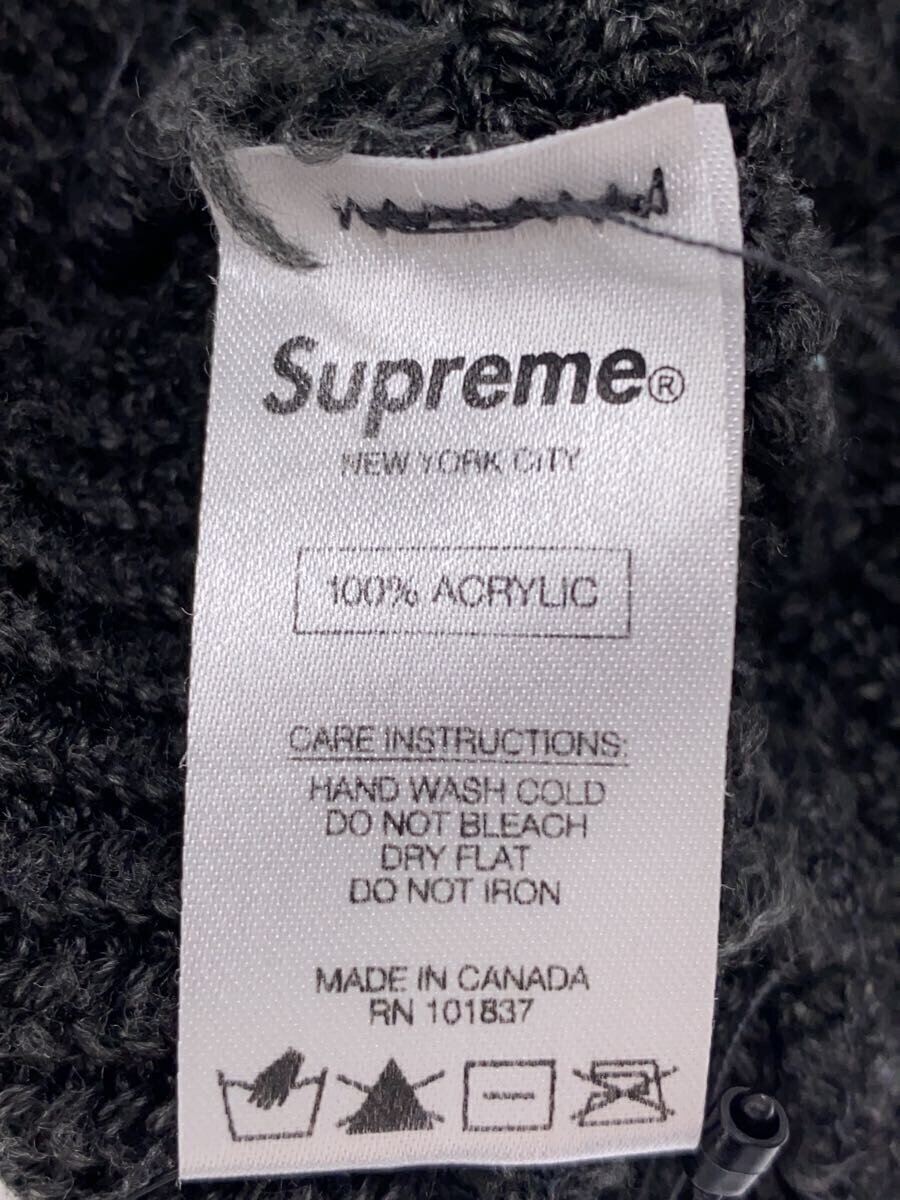 Supreme®
NEW YORK CITY
100% ACRYLIC
CARE INSTRUCTIONS:
HAND WASH COLD
DO NOT BLEACH
DRY FLAT
DO NOT IRON
MADE IN CANADA
RN 101837